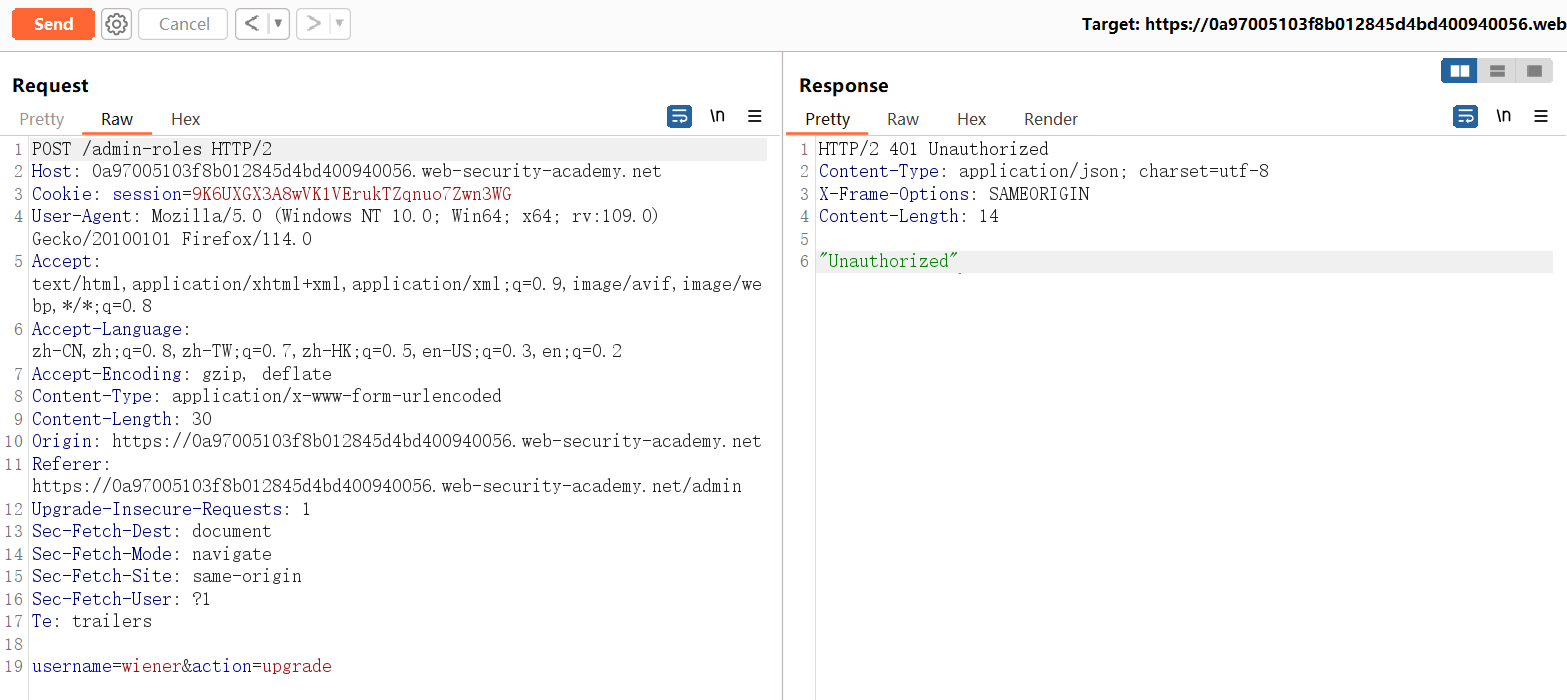 Send Cancel < > Target: https://0a97005103f8b012845d4bd400940056.web
Request
Pretty Raw Hex \n
1 POST /admin-roles HTTP/2
2 Host: 0a97005103f8b012845d4bd400940056.web-security-academy.net
3 Cookie: session=9K6UXGX3A8wVK1VErukTZqnuo7Zwn3WG
4 User-Agent: Mozilla/5.0 (Windows NT 10.0; Win64; x64; rv:109.0)
Gecko/20100101 Firefox/114.0
5 Accept:
text/html,application/xhtml+xml,application/xml;q=0.9,image/avif,image/we
bp,*/*;q=0.8
6 Accept-Language:
zh-CN,zh;q=0.8,zh-TW;q=0.7,zh-HK;q=0.5,en-US;q=0.3,en;q=0.2
7 Accept-Encoding: gzip, deflate
8 Content-Type: application/x-www-form-urlencoded
9 Content-Length: 30
10 Origin: https://0a97005103f8b012845d4bd400940056.web-security-academy.net
11 Referer:
https://0a97005103f8b012845d4bd400940056.web-security-academy.net/admin
12 Upgrade-Insecure-Requests: 1
13 Sec-Fetch-Dest: document
14 Sec-Fetch-Mode: navigate
15 Sec-Fetch-Site: same-origin
16 Sec-Fetch-User: ?1
17 Te: trailers
18
19 username=wiener&action=upgrade
Response
Pretty Raw Hex Render \n
1 HTTP/2 401 Unauthorized
2 Content-Type: application/json; charset=utf-8
3 X-Frame-Options: SAMEORIGIN
4 Content-Length: 14
5
6 "Unauthorized"